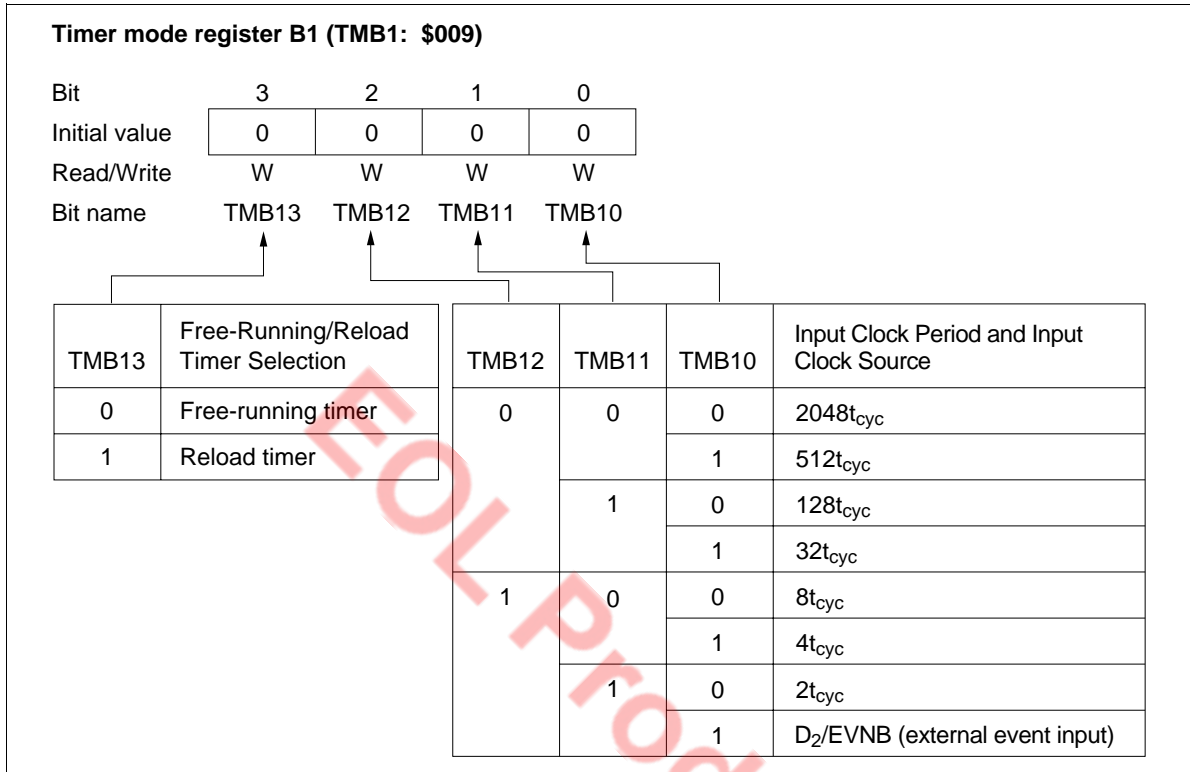 Timer mode register B1 (TMB1: $009)
Bit 3 2 1 0
Initial value 0 0 0 0
Read/Write W W W W
Bit name TMB13 TMB12 TMB11 TMB10
TMB13 Free-Running/Reload Timer Selection
0 Free-running timer
1 Reload timer
TMB12 TMB11 TMB10 Input Clock Period and Input Clock Source
0 0 0 2048tcyc
1 512tcyc
1 0 128tcyc
1 32tcyc
1 0 0 8tcyc
1 4tcyc
1 0 2tcyc
1 D2/EVNB (external event input)
EOL Prod